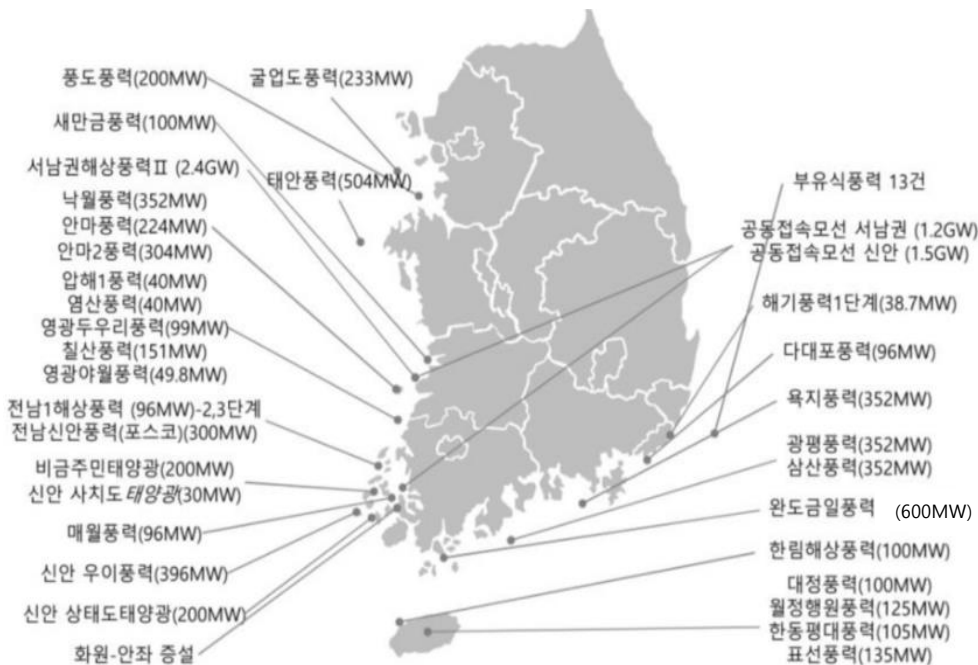 풍도풍력(200MW)
굴업도풍력(233MW)
새만금풍력(100MW)
서남권해상풍력Ⅱ (2.4GW)
태안풍력(504MW)
낙월풍력(352MW)
안마풍력(224MW)
안마2풍력(304MW)
압해1풍력(40MW)
염산풍력(40MW)
영광두우리풍력(99MW)
칠산풍력(151MW)
영광야월풍력(49.8MW)
전남1해상풍력 (96MW)-2,3단계
전남신안풍력(포스코)(300MW)
비금주민태양광(200MW)
신안 사치도태양광(30MW)
매월풍력(96MW)
신안 우이풍력(396MW)
신안 상태도태양광(200MW)
화원-안좌 증설
부유식풍력 13건
공동접속모선 서남권 (1.2GW)
공동접속모선 신안 (1.5GW)
해기풍력1단계(38.7MW)
다대포풍력(96MW)
욕지풍력(352MW)
광평풍력(352MW)
삼산풍력(352MW)
완도금일풍력 (600MW)
한림해상풍력(100MW)
대정풍력(100MW)
월정행원풍력(125MW)
한동평대풍력(105MW)
표선풍력(135MW)